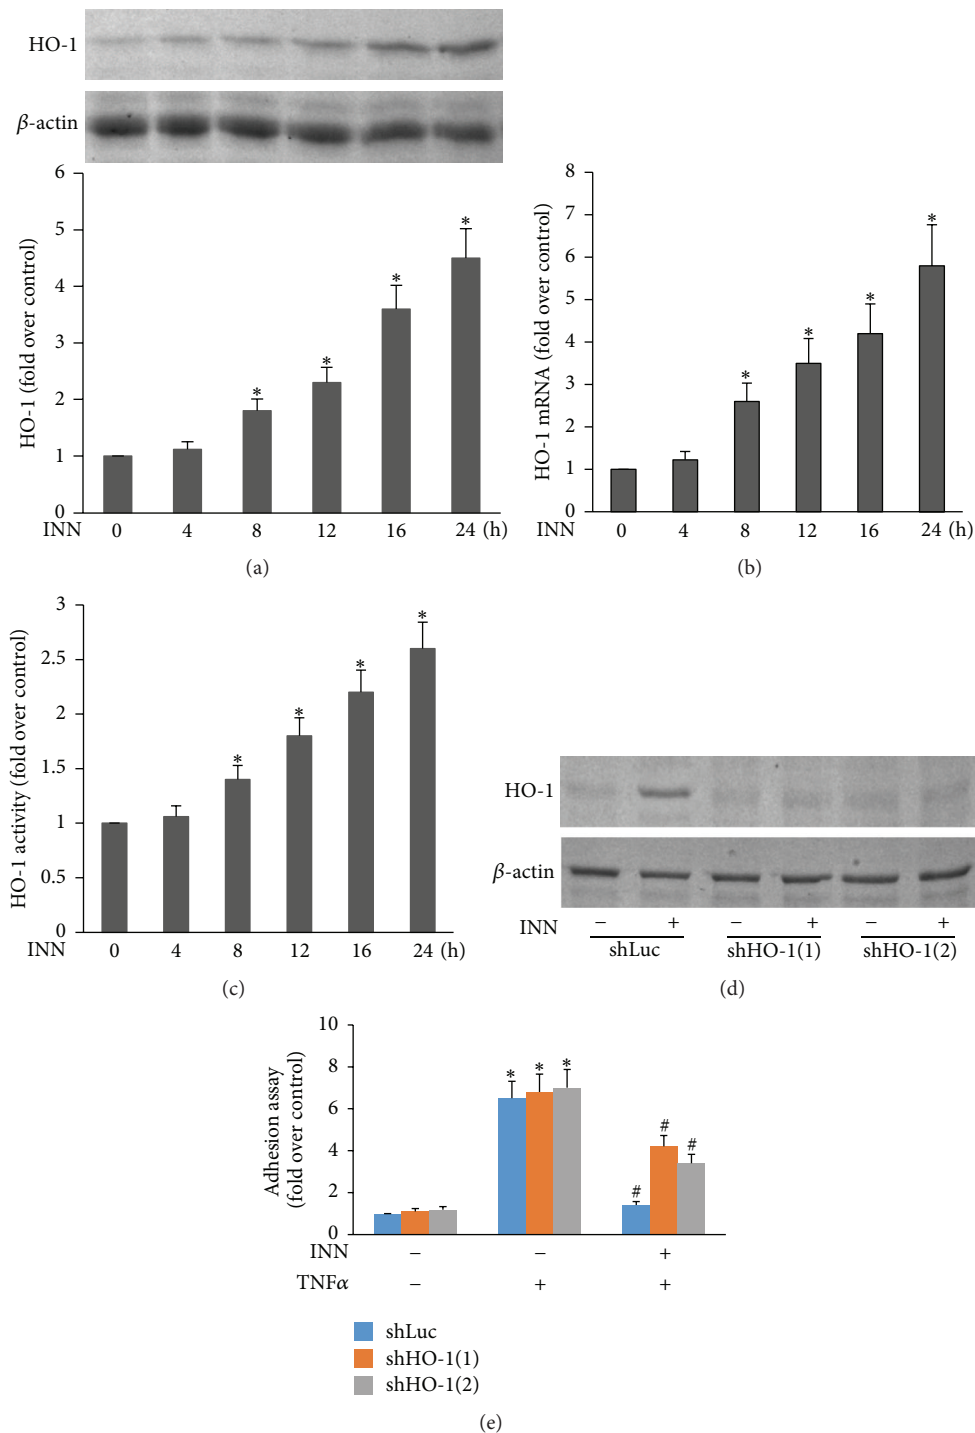 HO-1
β-actin
HO-1 (fold over control)
6
5
4
3
2
1
0
* * * *
INN 0 4 8 12 16 24 (h)
(a)
HO-1 mRNA (fold over control)
8
7
6
5
4
3
2
1
0
* * * *
INN 0 4 8 12 16 24 (h)
(b)
HO-1 activity (fold over control)
3
2.5
2
1.5
1
0.5
0
* * * *
INN 0 4 8 12 16 24 (h)
(c)
HO-1
β-actin
INN − + − + − +
shLuc shHO-1(1) shHO-1(2)
(d)
Adhesion assay
(fold over control)
10
8
6
4
2
0
* * *
# # #
INN − − +
TNFα − + +
shLuc
shHO-1(1)
shHO-1(2)
(e)